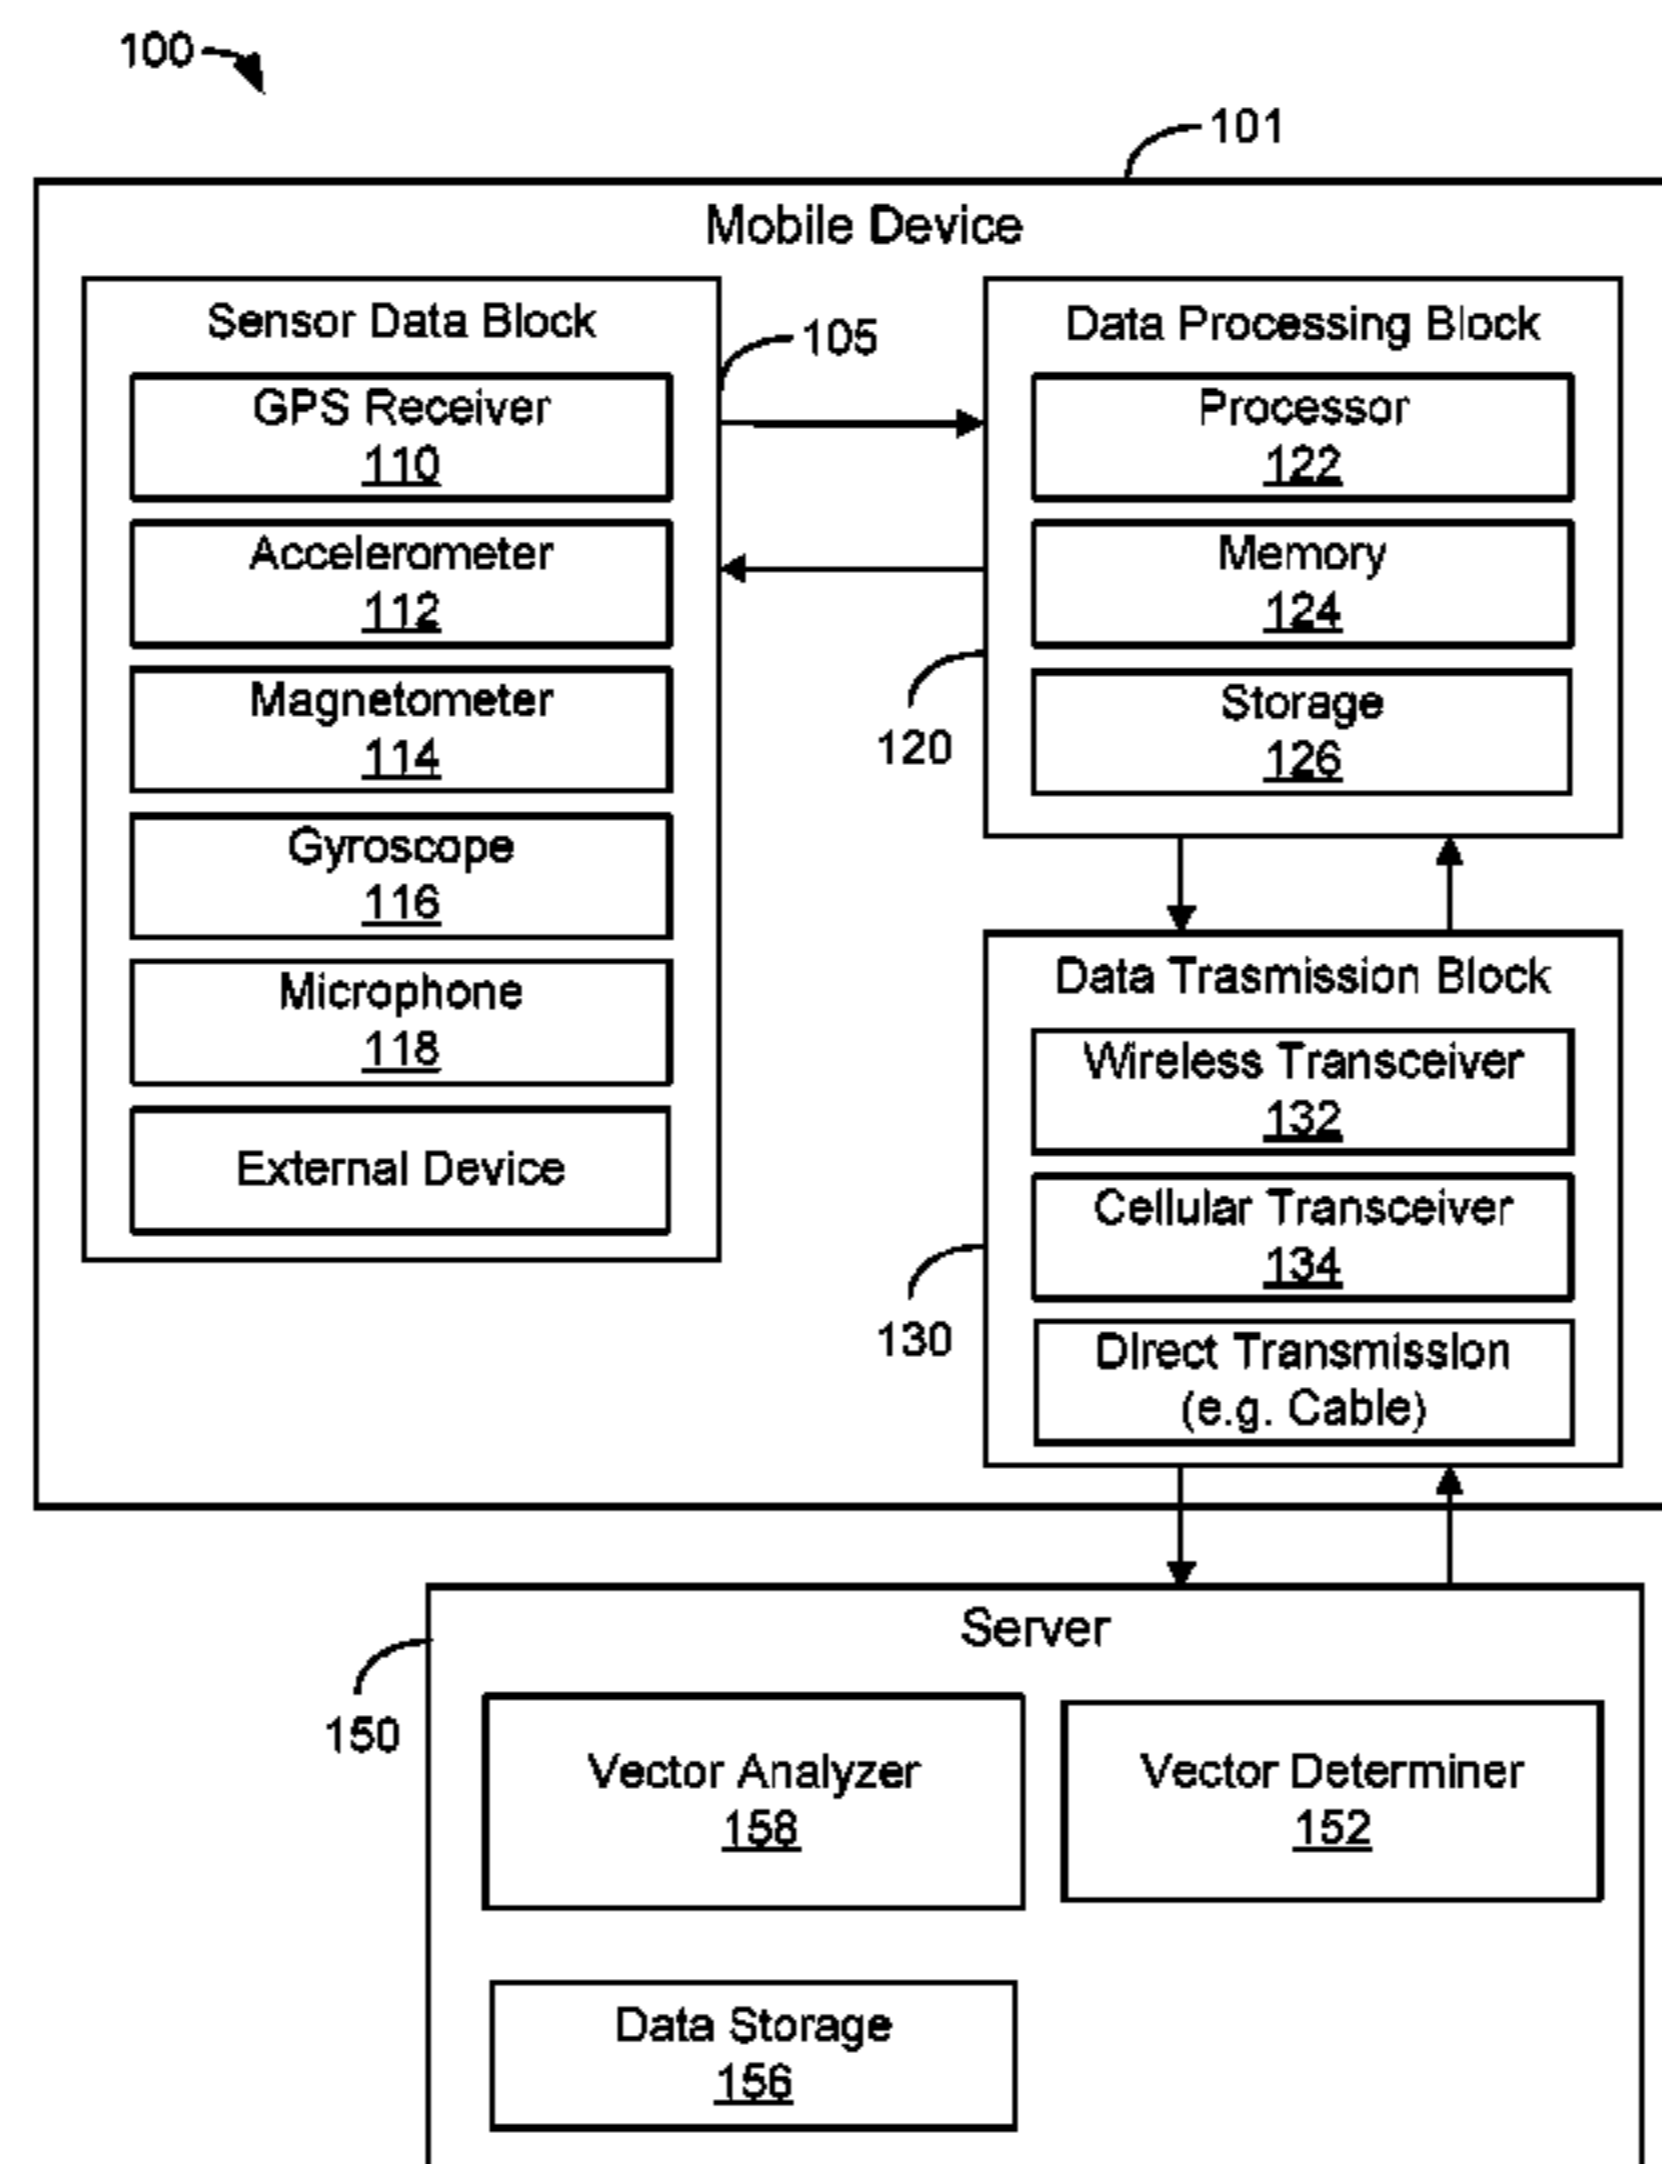 100
101
Mobile Device
Sensor Data Block
105
GPS Receiver
110
Accelerometer
112
Magnetometer
114
Gyroscope
116
Microphone
118
External Device
Data Processing Block
Processor
122
Memory
124
Storage
126
120
Data Trasmission Block
Wireless Transceiver
132
Cellular Transceiver
134
Direct Transmission
(e.g. Cable)
130
Server
150
Vector Analyzer
158
Vector Determiner
152
Data Storage
156